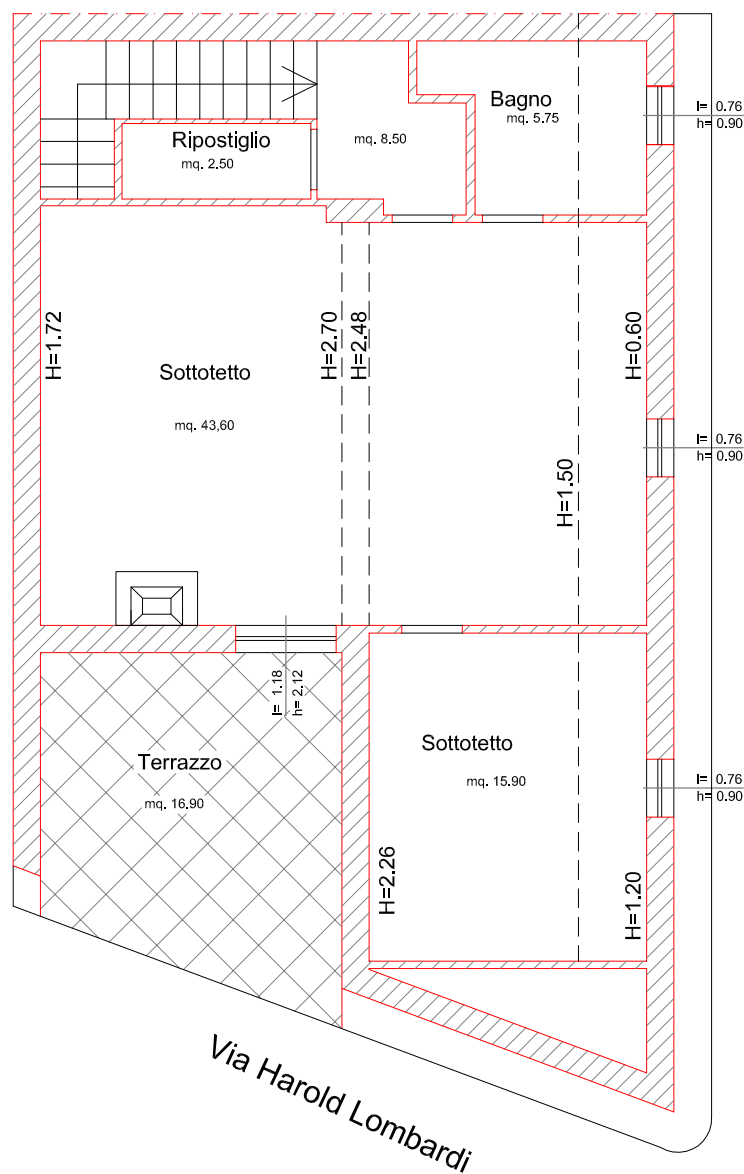 Bagno
mq. 5.75
l= 0.76
h= 0.90
Ripostiglio
mq. 2.50
mq. 8.50
H=1.72
Sottotetto
mq. 43,60
H=2.70
H=2.48
H=0.60
l= 0.76
h= 0.90
H=1.50
l= 1.18
h= 2.12
Terrazzo
mq. 16.90
Sottotetto
mq. 15.90
l= 0.76
h= 0.90
H=2.26
H=1.20
Via Harold Lombardi